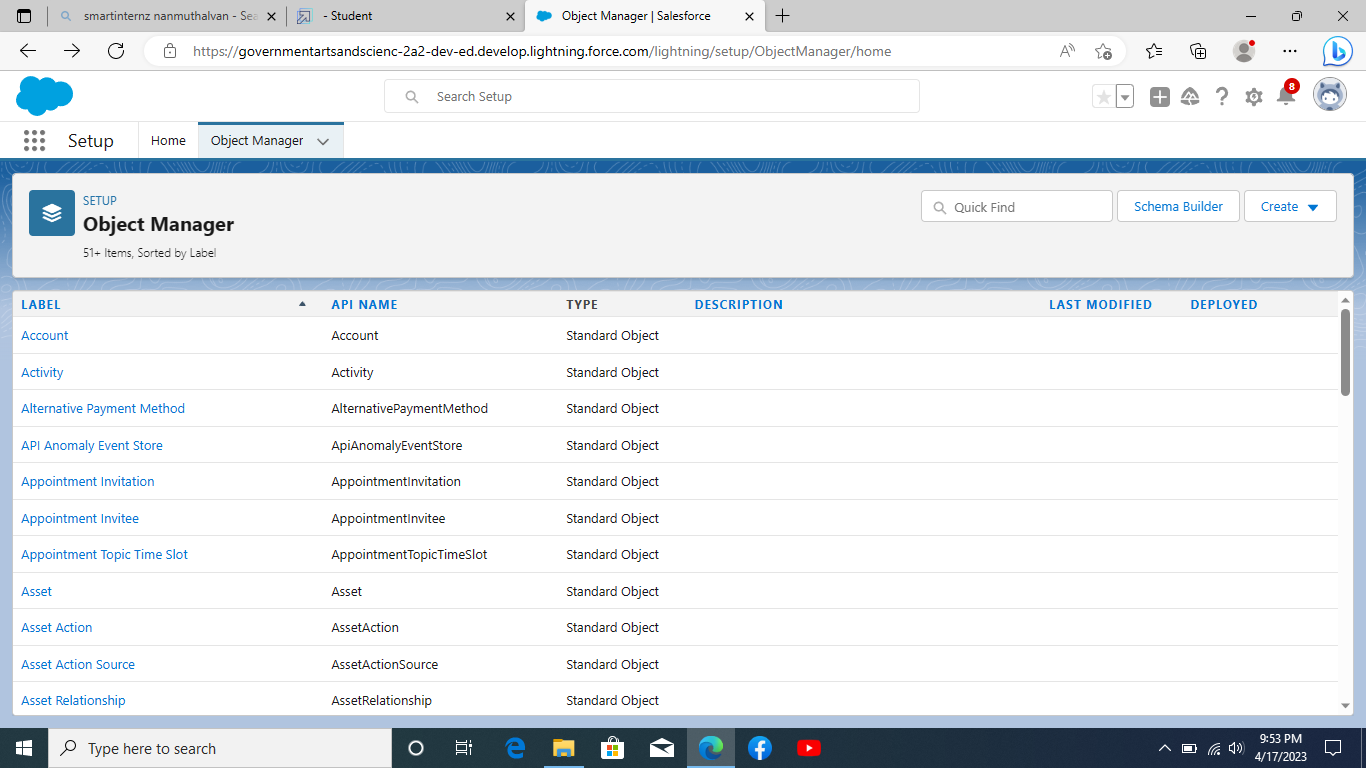 smartinternz nanmuthalvan - Sea
- Student
Object Manager | Salesforce
https://governmentartsandscienc-2a2-dev-ed.develop.lightning.force.com/lightning/setup/ObjectManager/home
Search Setup
8
Setup
Home
Object Manager
SETUP
Object Manager
51+ Items, Sorted by Label
Quick Find
Schema Builder
Create
LABEL API NAME TYPE DESCRIPTION LAST MODIFIED DEPLOYED
Account Account Standard Object
Activity Activity Standard Object
Alternative Payment Method AlternativePaymentMethod Standard Object
API Anomaly Event Store ApiAnomalyEventStore Standard Object
Appointment Invitation AppointmentInvitation Standard Object
Appointment Invitee AppointmentInvitee Standard Object
Appointment Topic Time Slot AppointmentTopicTimeSlot Standard Object
Asset Asset Standard Object
Asset Action AssetAction Standard Object
Asset Action Source AssetActionSource Standard Object
Asset Relationship AssetRelationship Standard Object
Type here to search
9:53 PM
4/17/2023